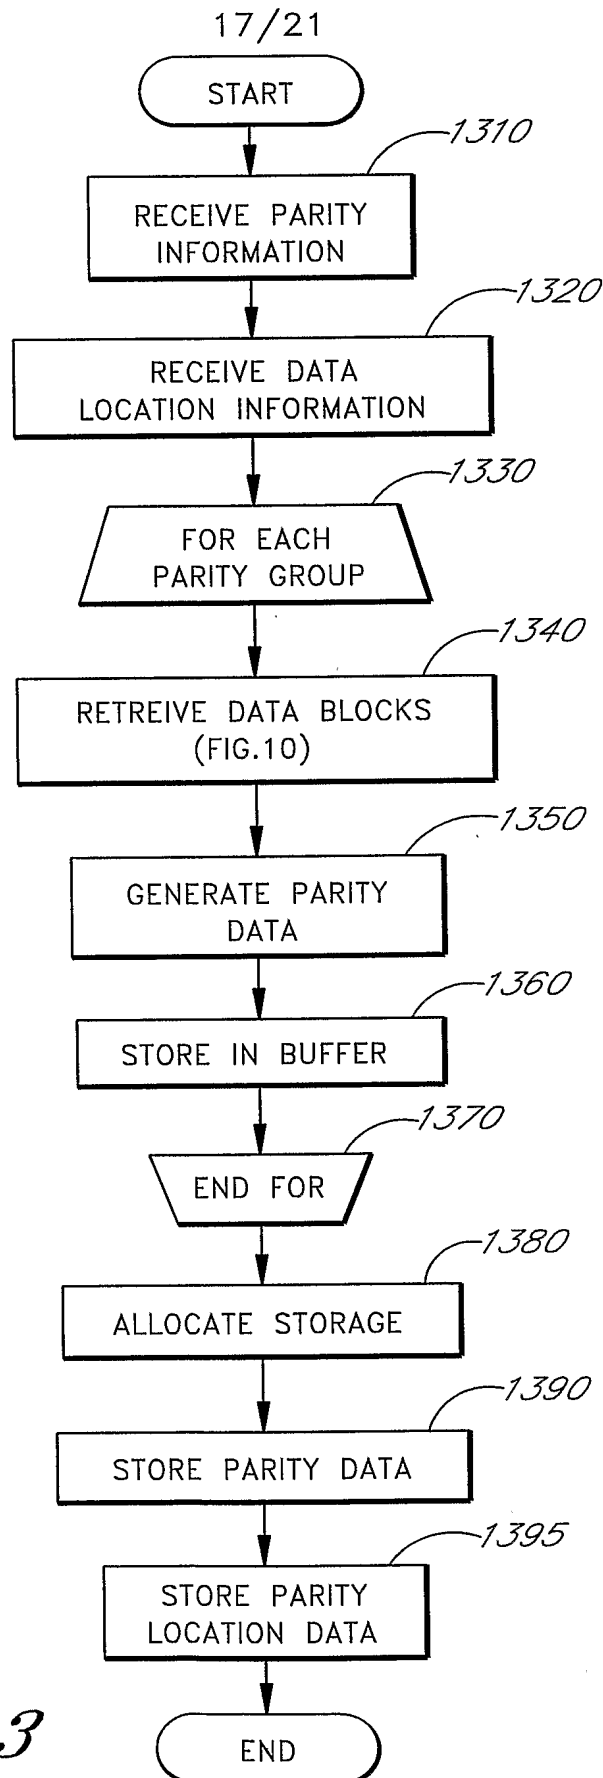 17/21
START
1310
RECEIVE PARITY
INFORMATION
1320
RECEIVE DATA
LOCATION INFORMATION
1330
FOR EACH
PARITY GROUP
1340
RETREIVE DATA BLOCKS
(FIG.10)
1350
GENERATE PARITY
DATA
1360
STORE IN BUFFER
1370
END FOR
1380
ALLOCATE STORAGE
1390
STORE PARITY DATA
1395
STORE PARITY
LOCATION DATA
3
END